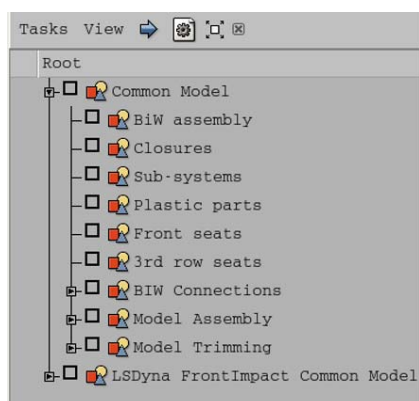 Tasks View
Root
Common Model
BiW assembly
Closures
Sub-systems
Plastic parts
Front seats
3rd row seats
BIW Connections
Model Assembly
Model Trimming
LSDyna FrontImpact Common Model